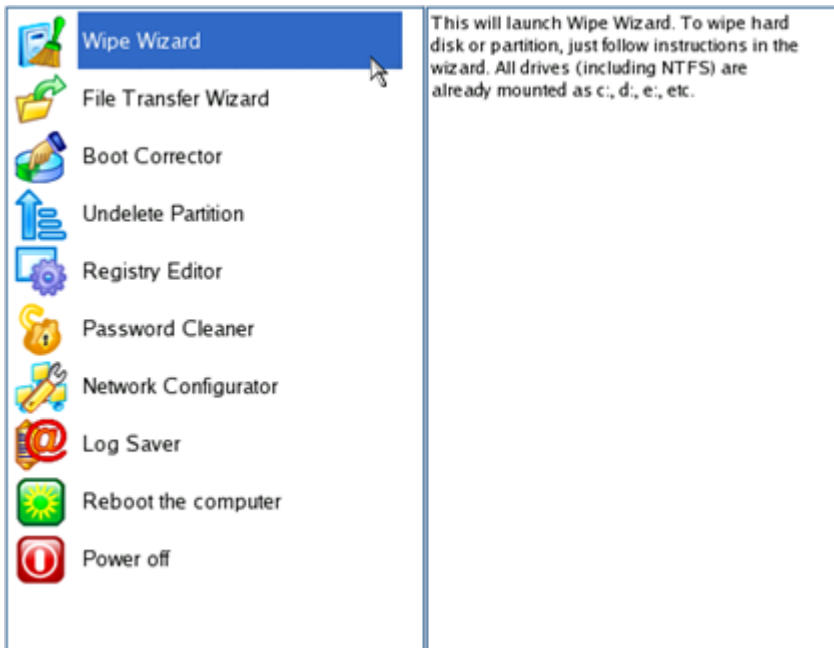 Wipe Wizard
File Transfer Wizard
Boot Corrector
Undelete Partition
Registry Editor
Password Cleaner
Network Configurator
Log Saver
Reboot the computer
Power off
This will launch Wipe Wizard. To wipe hard
disk or partition, just follow instructions in the
wizard. All drives (including NTFS) are
already mounted as c:, d:, e:, etc.